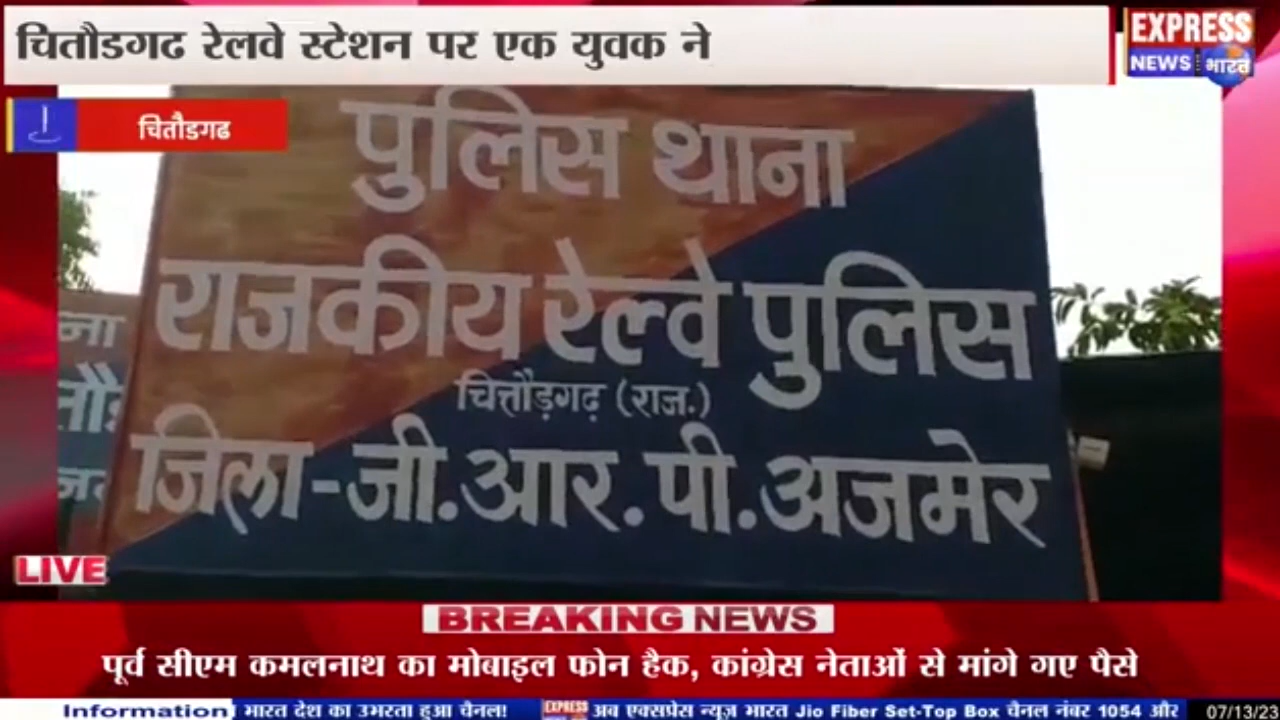 चितौडगढ रेलवे स्टेशन पर एक युवक ने
EXPRESS
NEWS भारत
चितौडगढ
पुलिस थाना
राजकीय रेल्वे पुलिस
चित्तौड़गढ़ (राज.)
जिला-जी.आर.पी.अजमेर
LIVE
BREAKING NEWS
पूर्व सीएम कमलनाथ का मोबाइल फोन हैक, कांग्रेस नेताओं से मांगे गए पैसे
Information भारत देश का उभरता हुआ चैनल! EXPRESS अब एक्सप्रेस न्यूज़ भारत Jio Fiber Set-Top Box चैनल नंबर 1054 और 07/13/23